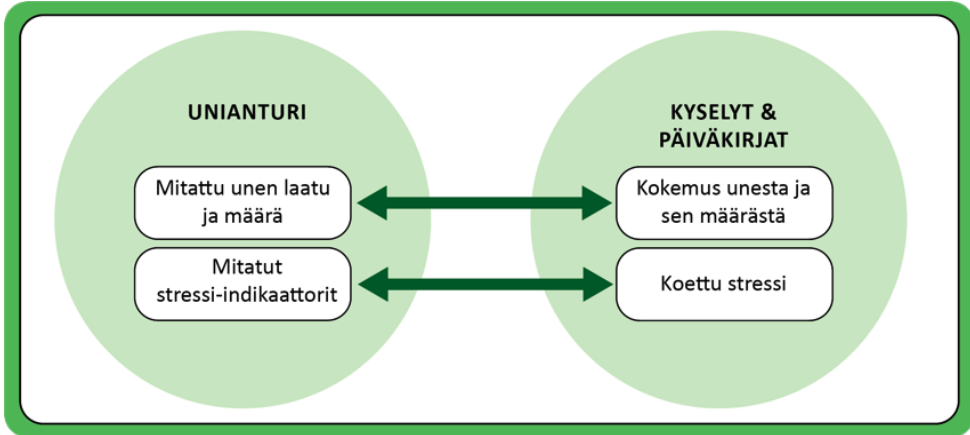 UNIANTURI
Mitattu unen laatu
ja määrä
Mitatut
stressi-indikaattorit
KYSELYT &
PÄIVÄKIRJAT
Kokemus unesta ja
sen määrästä
Koettu stressi